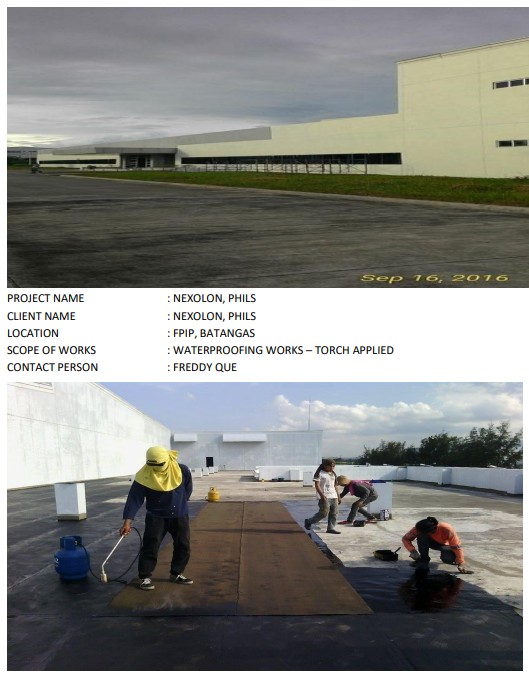 Sep 16, 2016
PROJECT NAME : NEXOLON, PHILS
CLIENT NAME : NEXOLON, PHILS
LOCATION : FPIP, BATANGAS
SCOPE OF WORKS : WATERPROOFING WORKS – TORCH APPLIED
CONTACT PERSON : FREDDY QUE